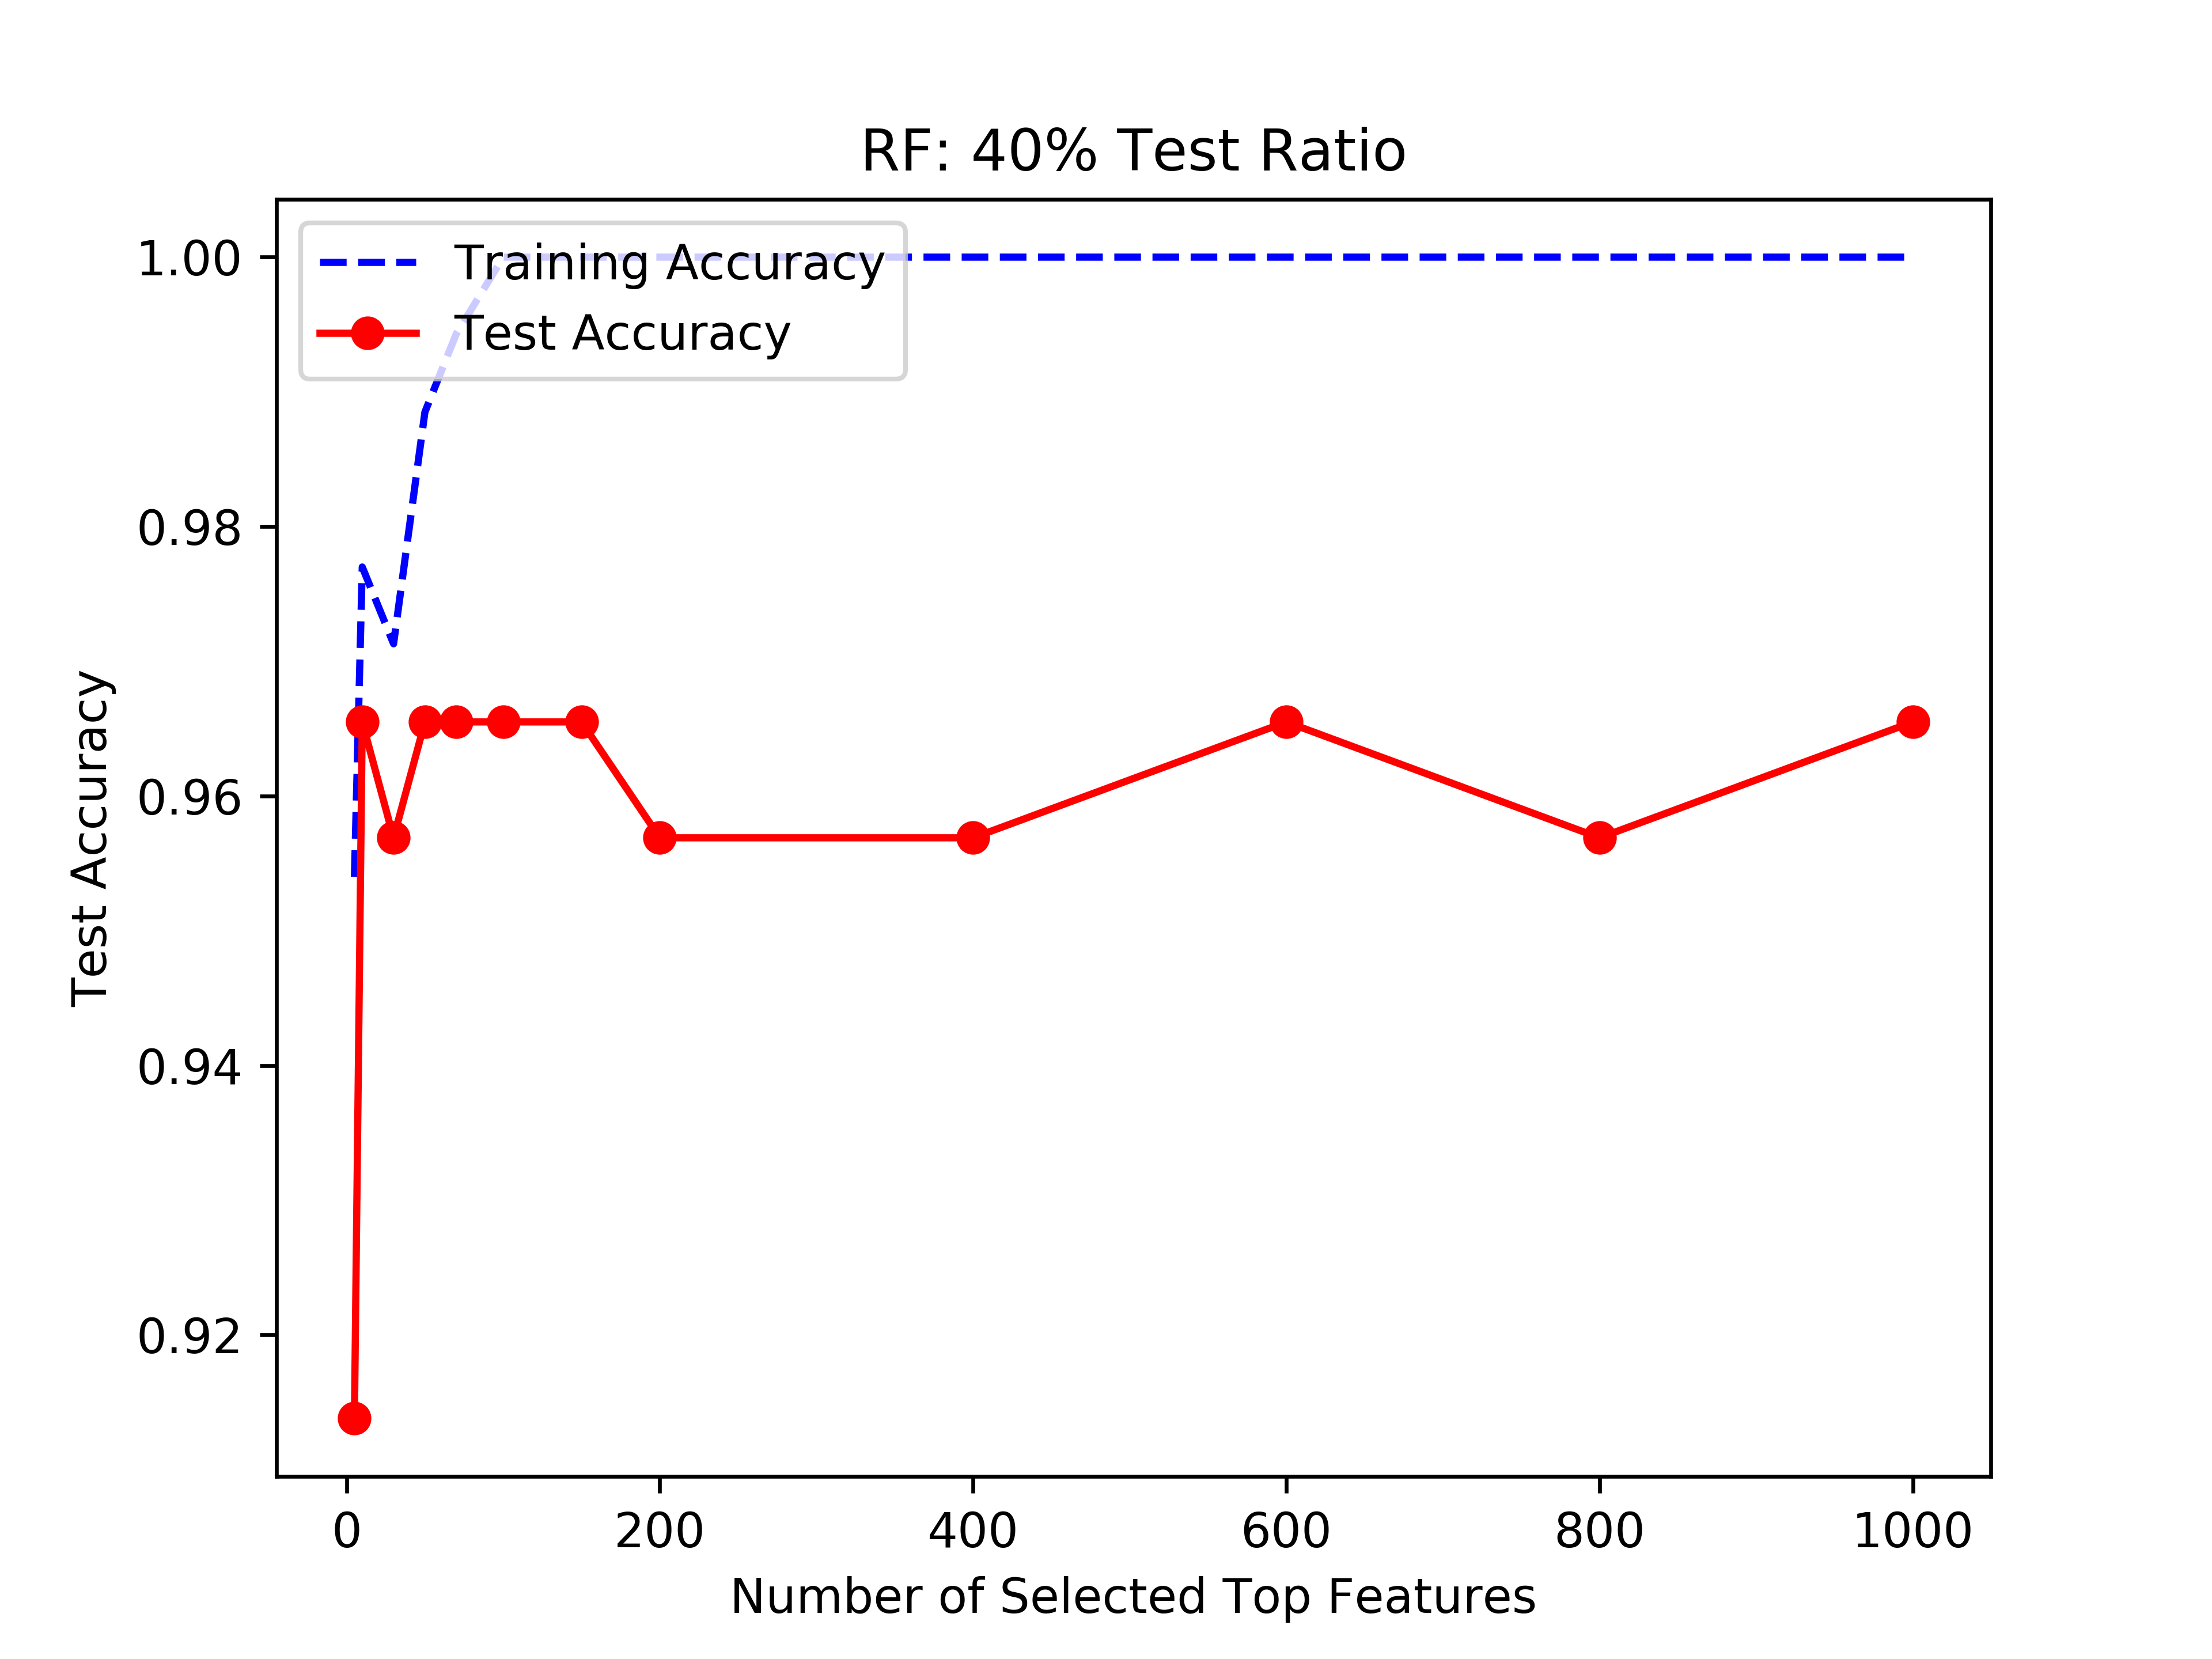 RF: 40% Test Ratio
Training Accuracy
Test Accuracy
1.00
0.98
0.96
0.94
0.92
Test Accuracy
0 200 400 600 800 1000
Number of Selected Top Features